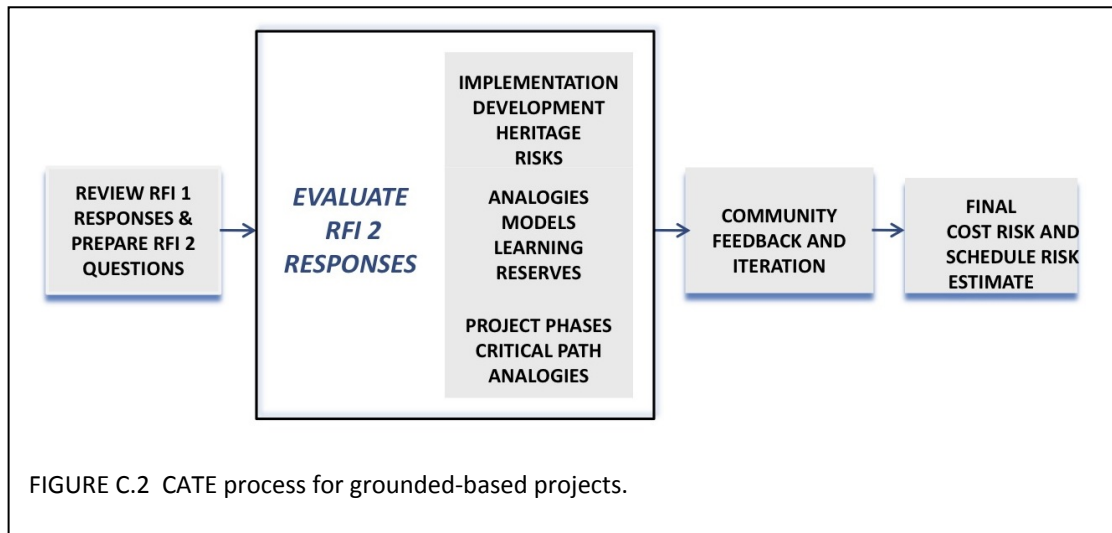 REVIEW RFI 1
RESPONSES &
PREPARE RFI 2
QUESTIONS
EVALUATE
RFI 2
RESPONSES
IMPLEMENTATION
DEVELOPMENT
HERITAGE
RISKS
ANALOGIES
MODELS
LEARNING
RESERVES
PROJECT PHASES
CRITICAL PATH
ANALOGIES
COMMUNITY
FEEDBACK AND
ITERATION
FINAL
COST RISK AND
SCHEDULE RISK
ESTIMATE
FIGURE C.2 CATE process for grounded-based projects.